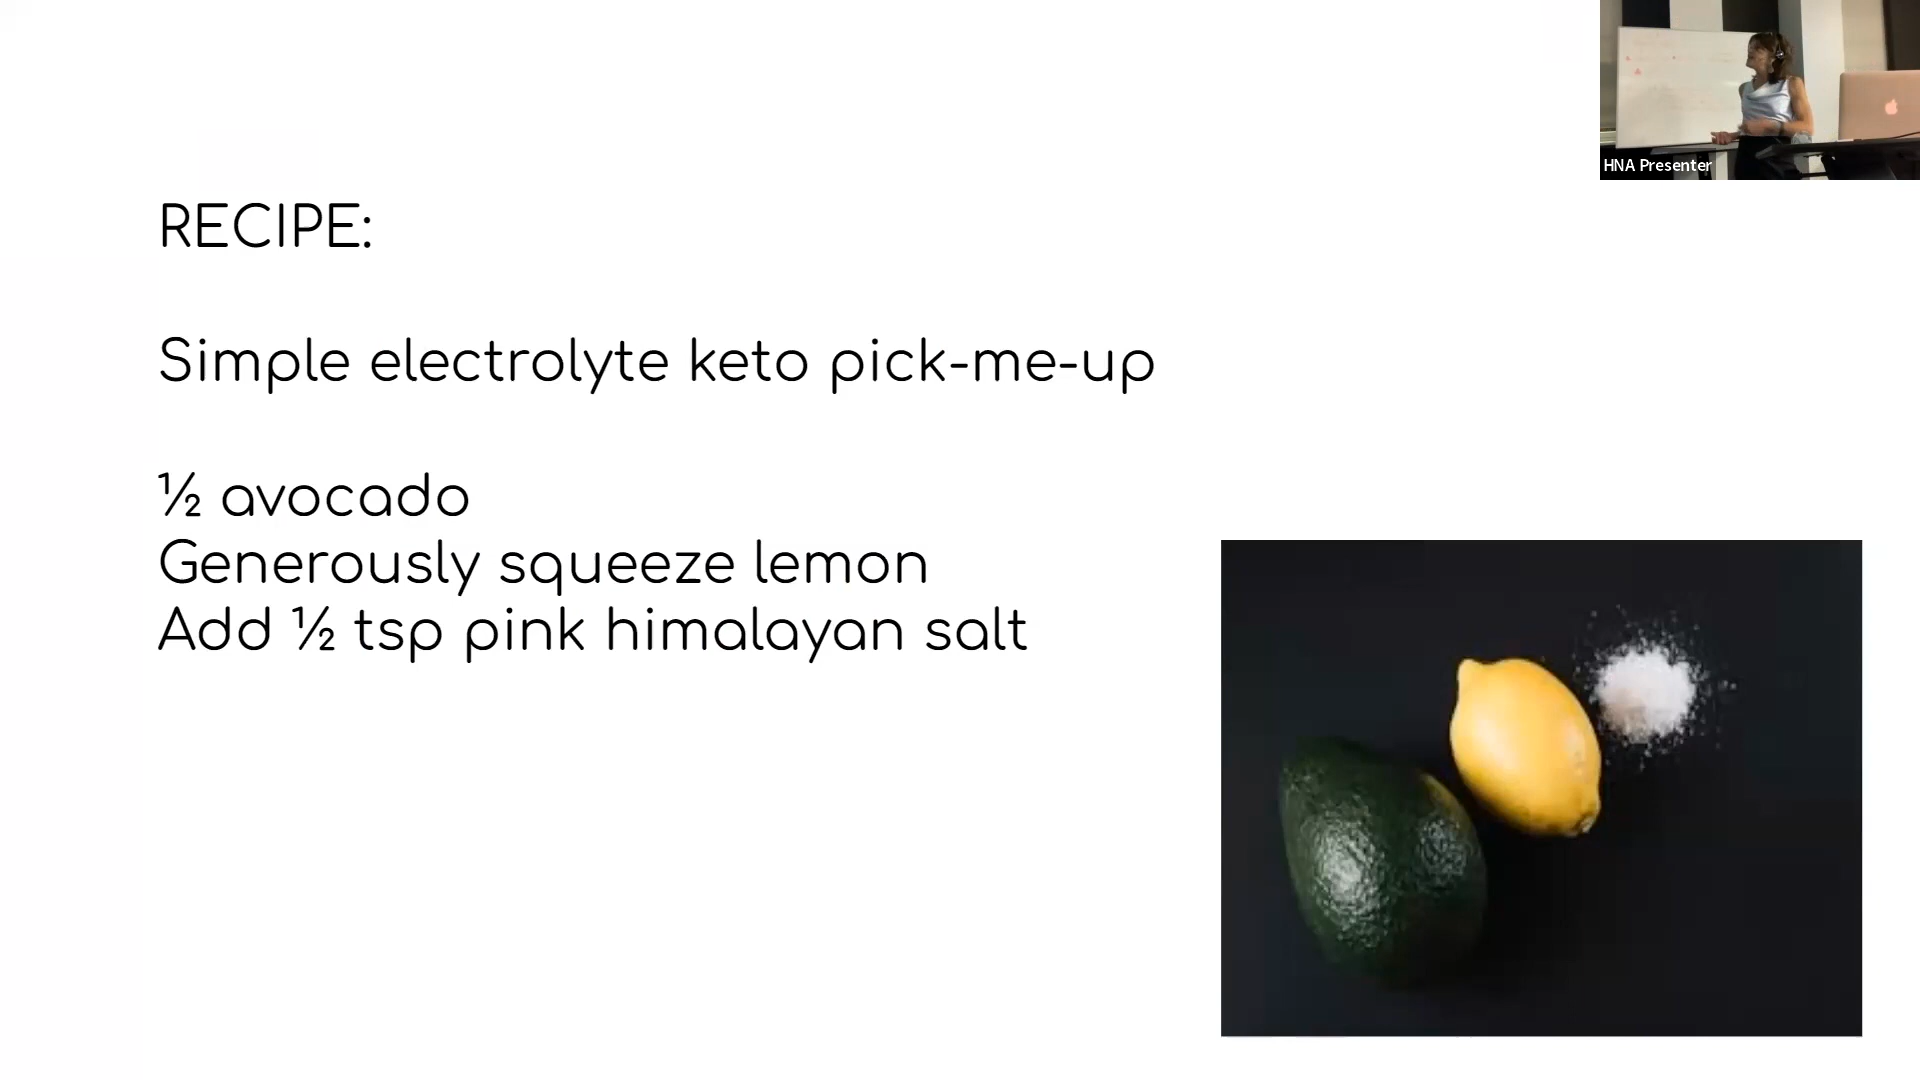 RECIPE:
Simple electrolyte keto pick-me-up
½ avocado
Generously squeeze lemon
Add ½ tsp pink himalayan salt
HNA Presenter